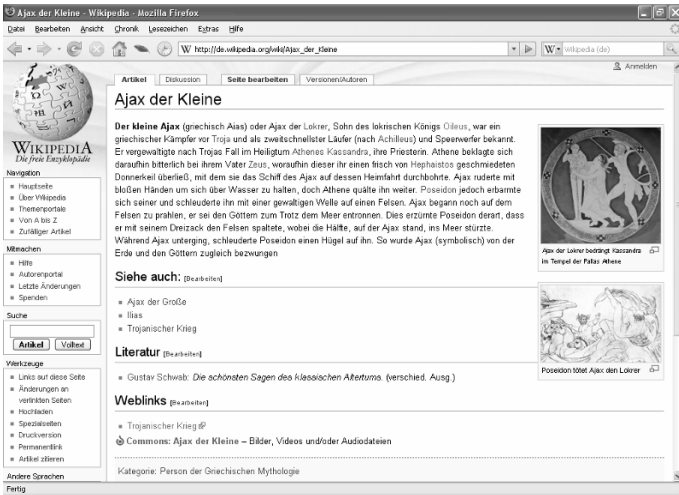 Ajax der Kleine - Wikipedia - Mozilla Firefox
Datei Bearbeiten Ansicht Chronik Lesezeichen Extras Hilfe
http://de.wikipedia.org/wiki/Ajax_der_Kleine
Wikipedia (de)
Anmelden
Artikel Diskussion Seite bearbeiten Versionen/Autoren
Ajax der Kleine
Der kleine Ajax (griechisch Aias) oder Ajax der Lokrer, Sohn des lokrischen Königs Oileus, war ein
griechischer Kämpfer vor Troja und als zweitschnellster Läufer (nach Achilleus) und Speerwerfer bekannt.
Er vergewaltigte nach Trojas Fall im Heiligtum Athenes Kassandra, ihre Priesterin. Athene beklagte sich
daraufhin bitterlich bei ihrem Vater Zeus, woraufhin dieser ihr einen frisch von Hephaistos geschmiedeten
Donnerkeil überließ, mit dem sie das Schiff des Ajax auf dessen Heimfahrt durchbohrte. Ajax ruderte mit
bloßen Händen um sich über Wasser zu halten, doch Athene quälte ihn weiter. Poseidon jedoch erbarmte
sich seiner und schleuderte ihn mit einer gewaltigen Welle auf einen Felsen. Ajax begann noch auf dem
Felsen zu prahlen, er sei den Göttern zum Trotz dem Meer entronnen. Dies erzürnte Poseidon derart, dass
er mit seinem Dreizack den Felsen spaltete, wobei die Hälfte, auf der Ajax stand, ins Meer stürzte.
Während Ajax unterging, schleuderte Poseidon einen Hügel auf ihn. So wurde Ajax (symbolisch) von der
Erde und den Göttern zugleich bezwungen
Ajax der Lokrer bedrängt Kassandra
im Tempel der Pallas Athene
Poseidon tötet Ajax den Lokrer
Siehe auch: [Bearbeiten]
Ajax der Große
Ilias
Trojanischer Krieg
Literatur [Bearbeiten]
Gustav Schwab: Die schönsten Sagen des klassischen Altertums. (verschied. Ausg.)
Weblinks [Bearbeiten]
Trojanischer Krieg
Commons: Ajax der Kleine – Bilder, Videos und/oder Audiodateien
Kategorie: Person der Griechischen Mythologie
WIKIPEDIA
Die freie Enzyklopädie
Navigation
Hauptseite
Über Wikipedia
Themenportale
Von A bis Z
Zufälliger Artikel
Mitmachen
Hilfe
Autorenportal
Letzte Änderungen
Spenden
Suche
Artikel Volltext
Werkzeuge
Links auf diese Seite
Änderungen an
verlinkten Seiten
Hochladen
Spezialseiten
Druckversion
Permanentlink
Artikel zitieren
Andere Sprachen
Fertig